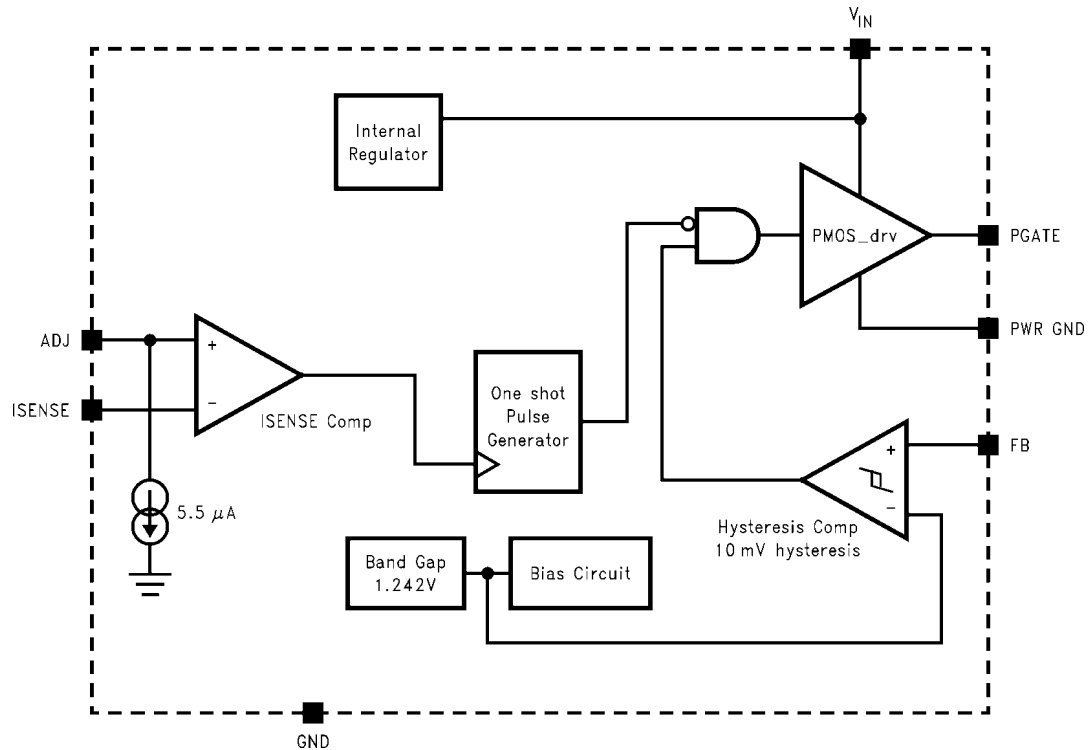 VIN
Internal
Regulator
PMOS_drv
PGATE
PWR GND
ADJ
+
-
ISENSE
ISENSE Comp
One shot
Pulse
Generator
FB
+
-
5.5 μA
Hysteresis Comp
10 mV hysteresis
Band Gap
1.242V
Bias Circuit
GND